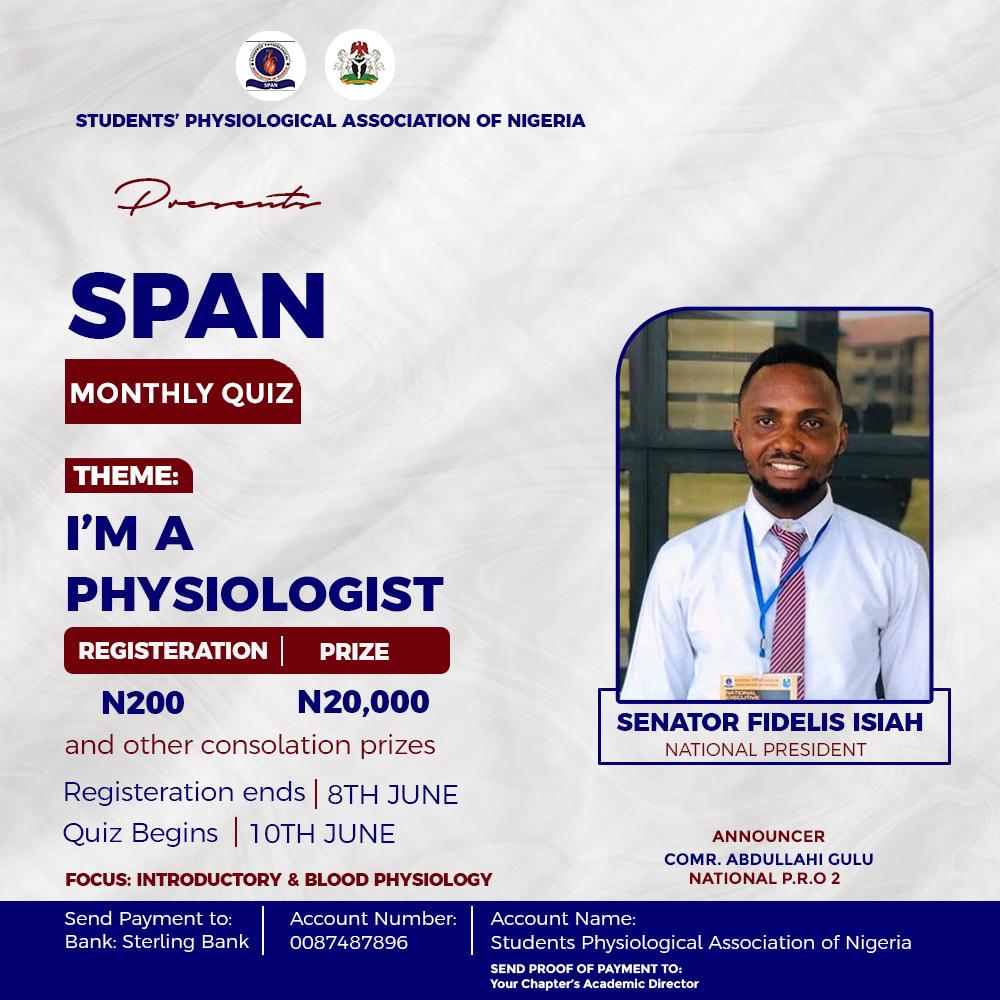 SPAN
STUDENTS' PHYSIOLOGICAL ASSOCIATION OF NIGERIA
Presents
SPAN
MONTHLY QUIZ
THEME:
I'M A
PHYSIOLOGIST
REGISTERATION | PRIZE
N200 N20,000
and other consolation prizes
Registeration ends | 8TH JUNE
Quiz Begins | 10TH JUNE
FOCUS: INTRODUCTORY & BLOOD PHYSIOLOGY
NATIONAL
EXECUTIVE
SENATOR FIDELIS ISIAH
NATIONAL PRESIDENT
ANNOUNCER
COMR. ABDULLAHI GULU
NATIONAL P.R.O 2
Send Payment to:
Bank: Sterling Bank
Account Number:
0087487896
Account Name:
Students Physiological Association of Nigeria
SEND PROOF OF PAYMENT TO:
Your Chapter's Academic Director